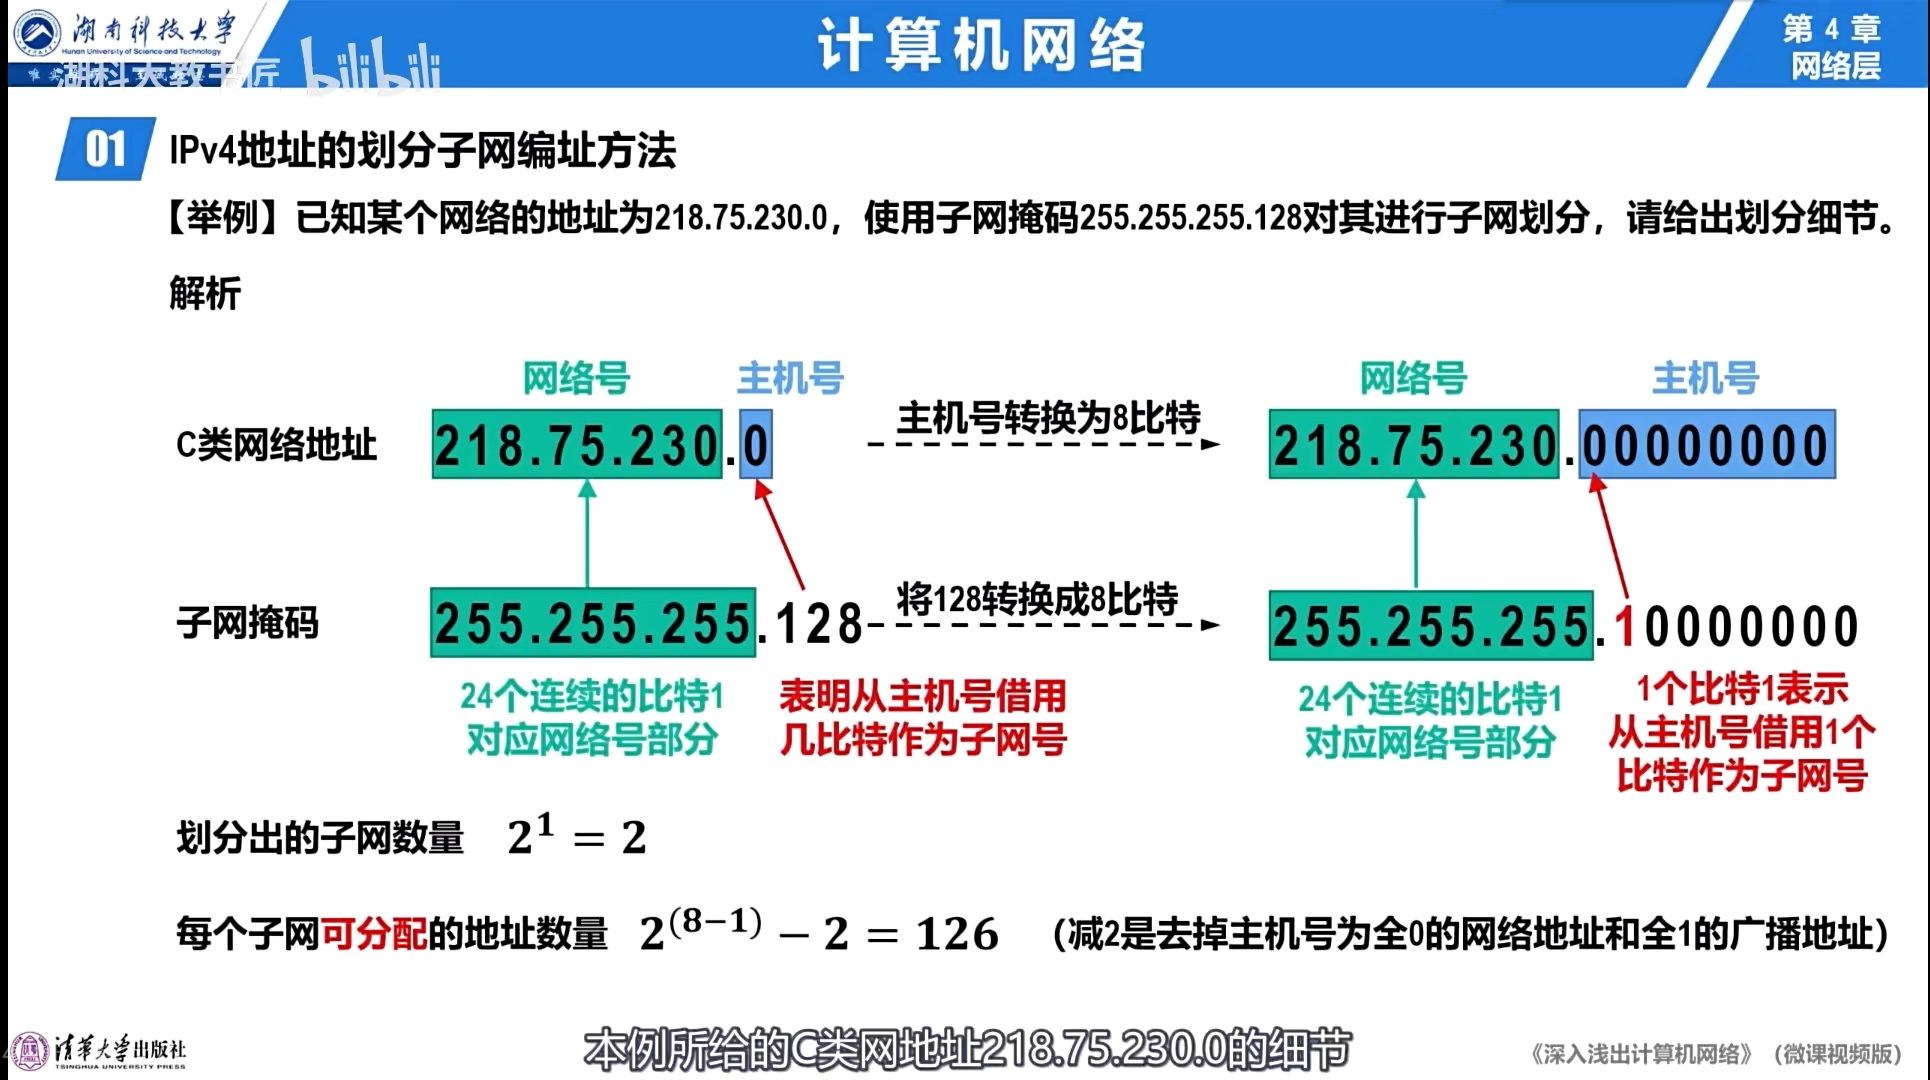 湖南科技大学
Hunan University of Science and Technology
湖科大教书匠 bilibili
计算机网络
第 4 章
网络层
01 IPv4地址的划分子网编址方法
【举例】已知某个网络的地址为218.75.230.0，使用子网掩码255.255.255.128对其进行子网划分，请给出划分细节。
解析
网络号 主机号 网络号 主机号
C类网络地址 218.75.230.0 主机号转换为8比特 218.75.230.00000000
子网掩码 255.255.255.128 将128转换成8比特 255.255.255.10000000
24个连续的比特1
对应网络号部分
表明从主机号借用
几比特作为子网号
24个连续的比特1
对应网络号部分
1个比特1表示
从主机号借用1个
比特作为子网号
划分出的子网数量 2^1 = 2
每个子网可分配的地址数量 2^(8−1) − 2 = 126 （减2是去掉主机号为全0的网络地址和全1的广播地址）
清华大学出版社
TSINGHUA UNIVERSITY PRESS
本例所给的C类网地址218.75.230.0的细节
《深入浅出计算机网络》（微课视频版）